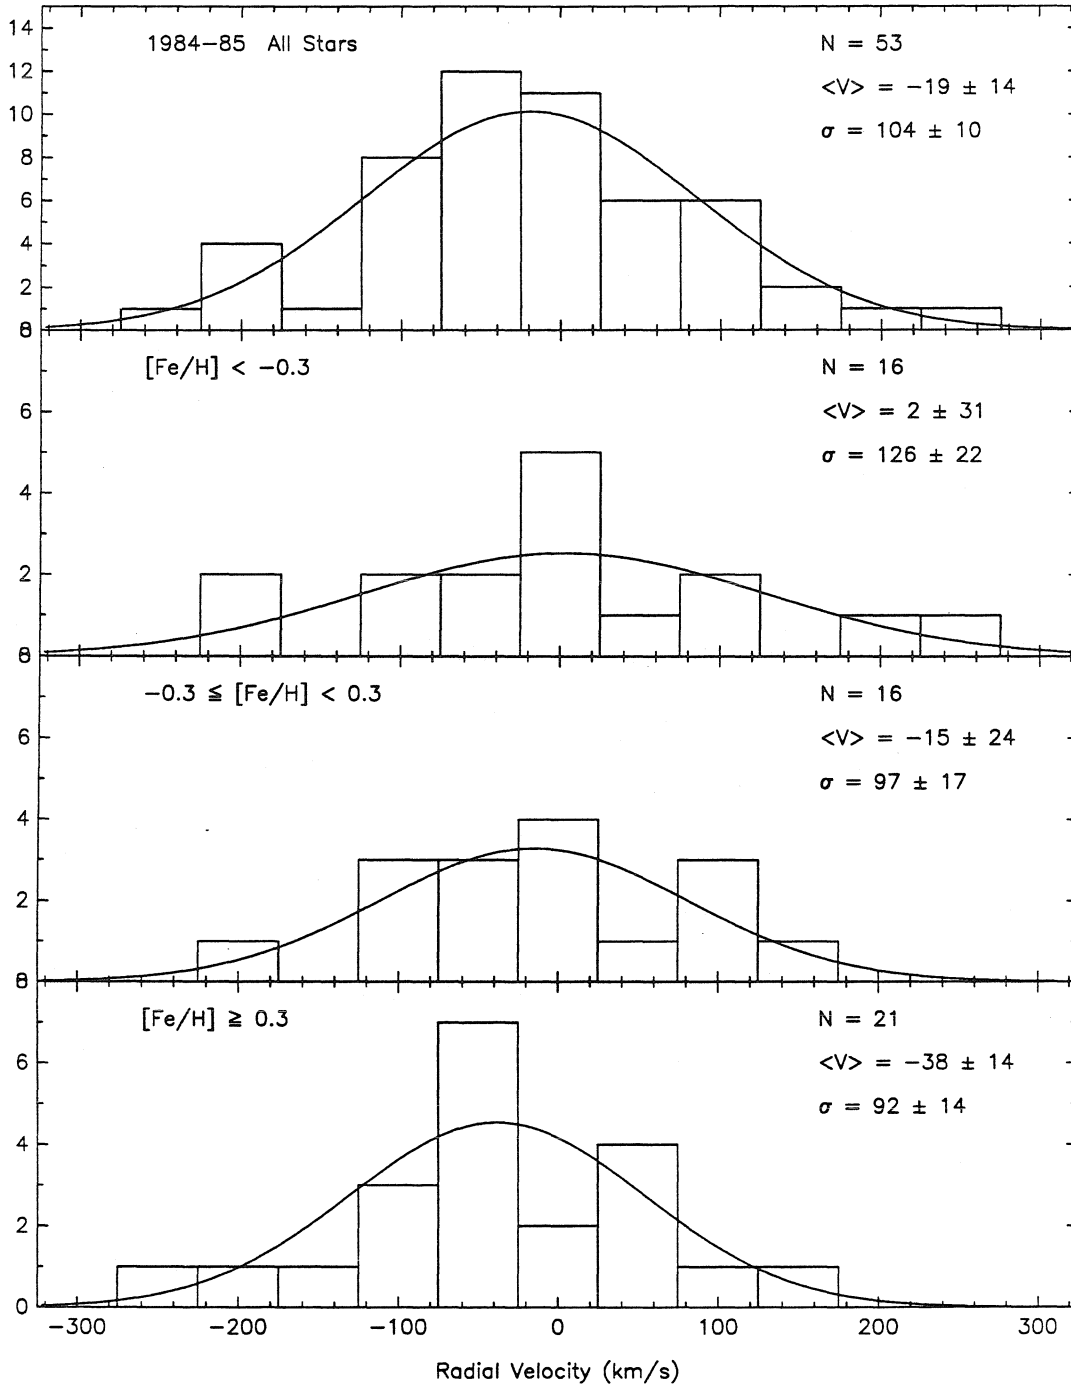 14
12
10
8
6
4
2
1984-85 All Stars
N = 53
<V> = -19 ± 14
σ = 104 ± 10
6
4
2
[Fe/H] < -0.3
N = 16
<V> = 2 ± 31
σ = 126 ± 22
6
4
2
-0.3 ≦ [Fe/H] < 0.3
N = 16
<V> = -15 ± 24
σ = 97 ± 17
6
4
2
0
[Fe/H] ≧ 0.3
N = 21
<V> = -38 ± 14
σ = 92 ± 14
-300 -200 -100 0 100 200 300
Radial Velocity (km/s)